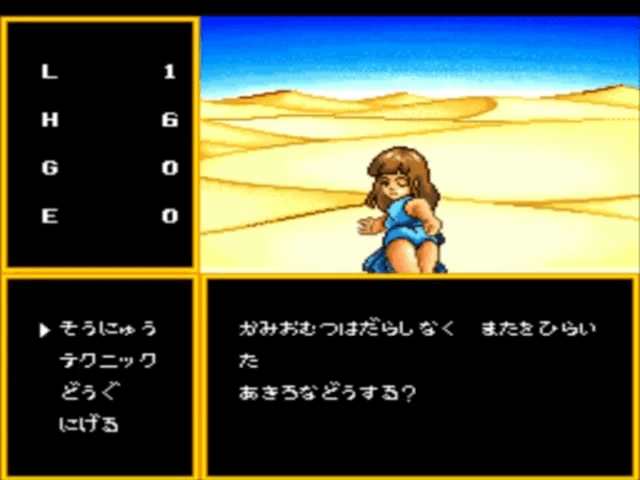 L 1
H 6
G 0
E 0
▶そうにゅう
テクニック
どうぐ
にげる
かみおむつはだらしなく　またをひらい
た
あきろなどうする?